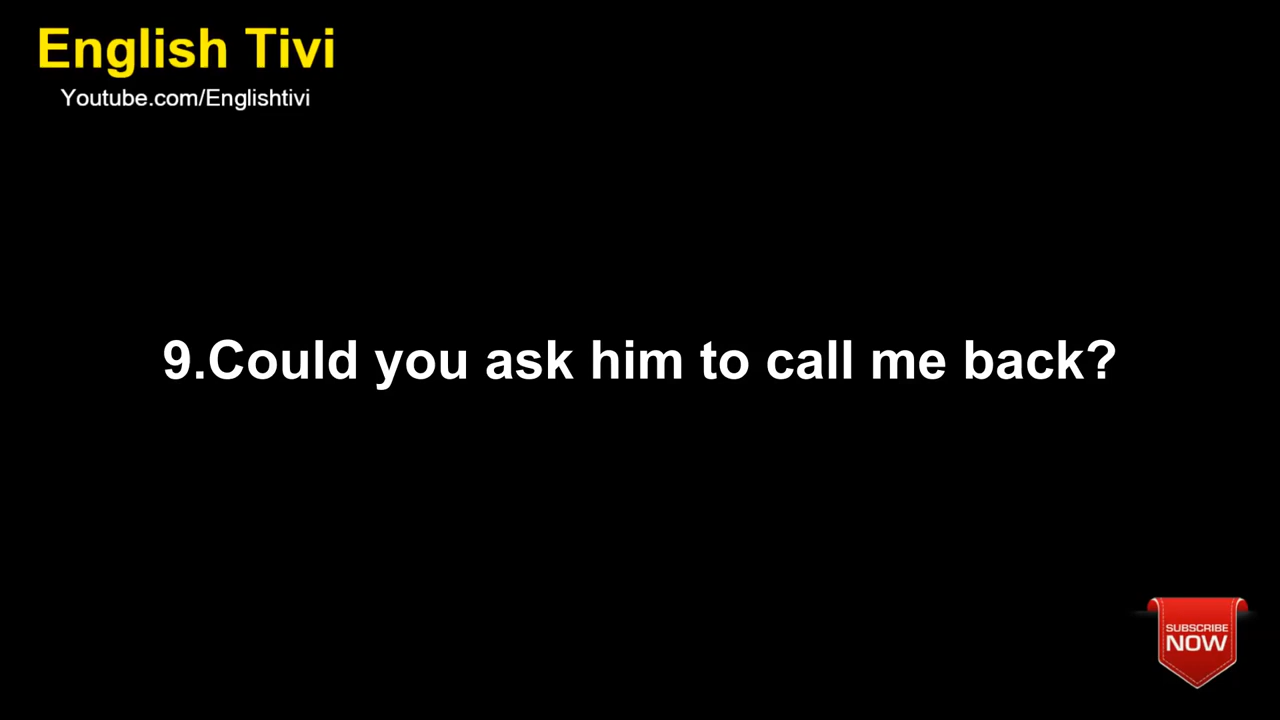 English Tivi
Youtube.com/Englishtivi
9.Could you ask him to call me back?
SUBSCRIBE
NOW